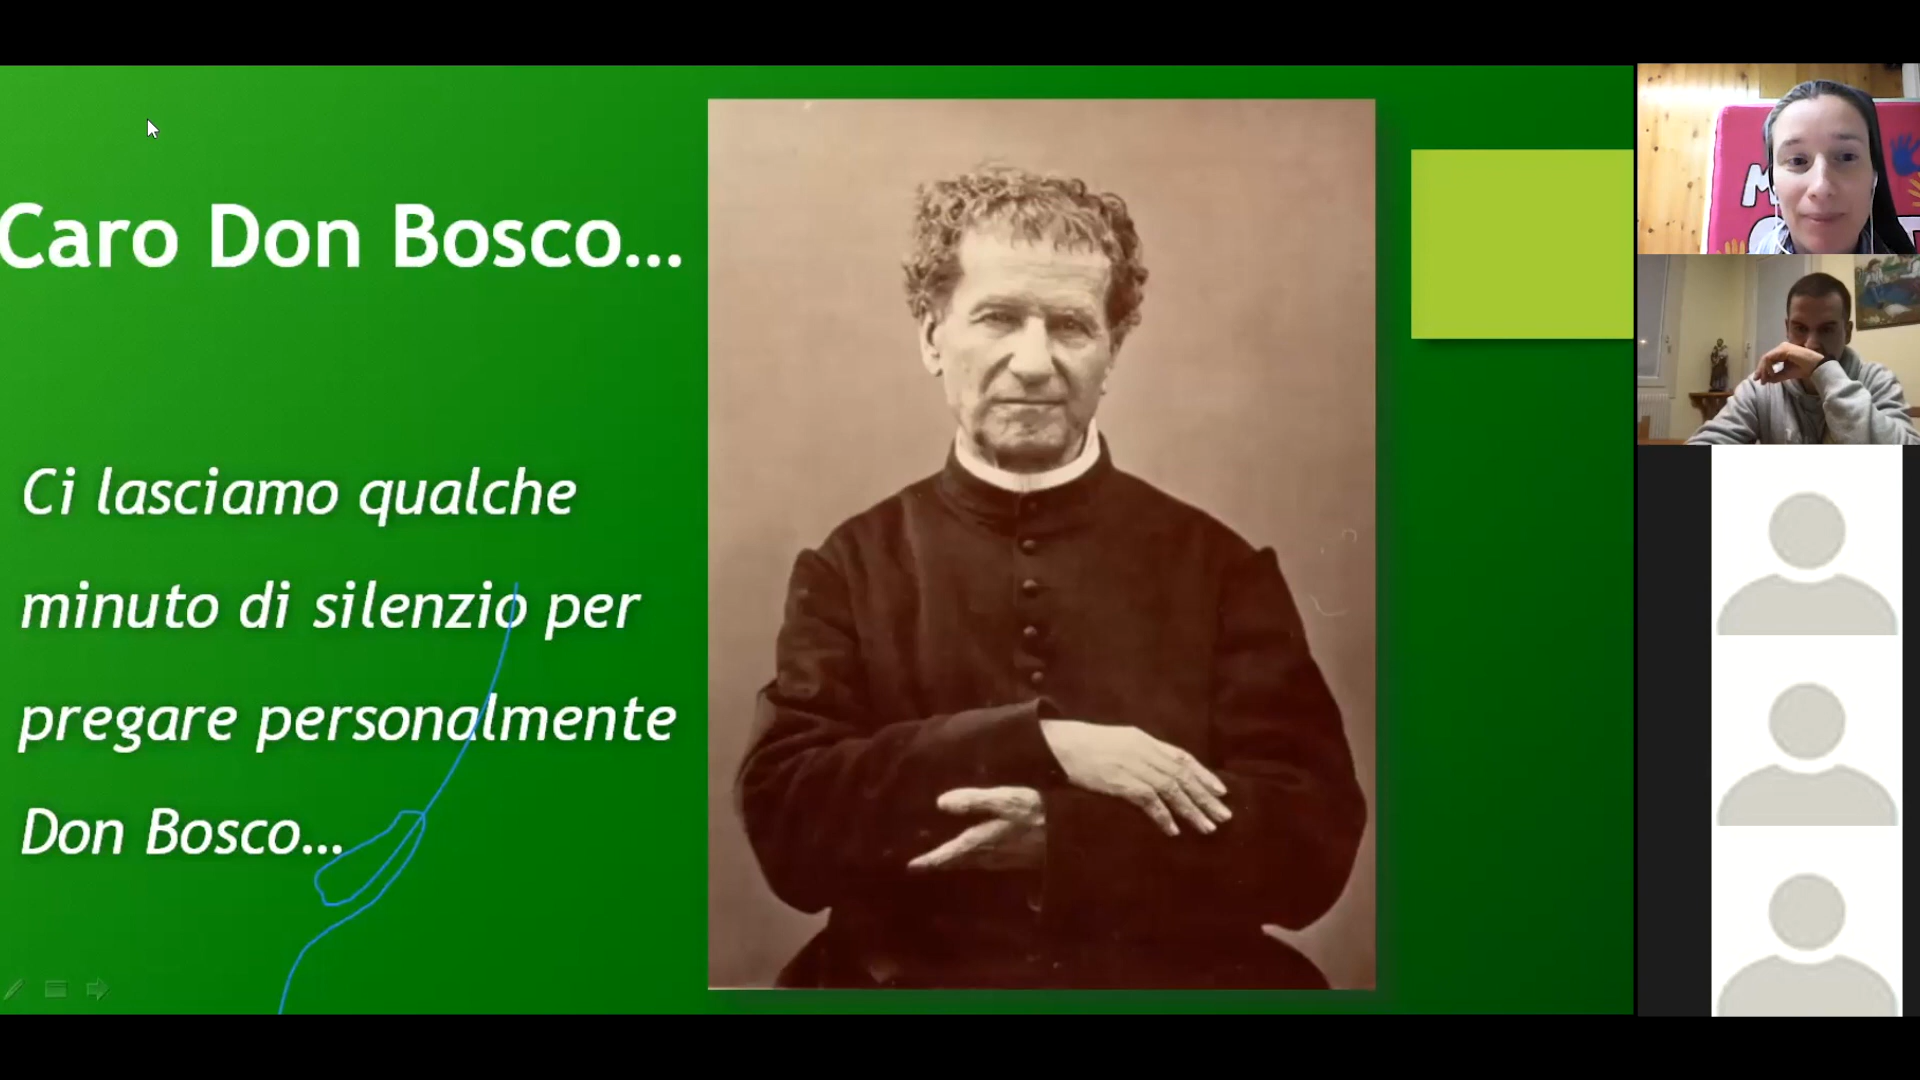 Caro Don Bosco...
Ci lasciamo qualche
minuto di silenzio per
pregare personalmente
Don Bosco...